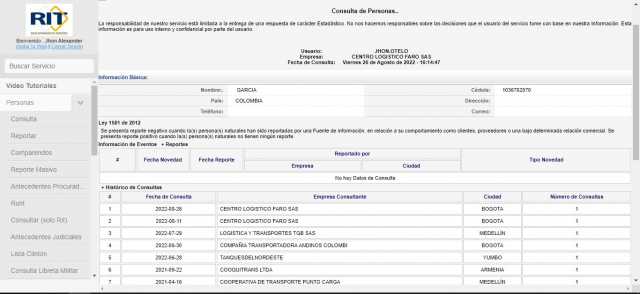 RIT
Bienvenido: Jhon Alexander
Visitar la Web | Cerrar Sesión
Buscar Servicio
Video Tutoriales
Personas
Consulta
Reportar
Comparendos
Reporte Masivo
Antecedentes Procurad...
Runt
Consultar (solo Rit)
Antecedentes Judiciales
Lista Clinton
Consulta Libreta Militar
Consulta de Personas..
La responsabilidad de nuestro servicio está limitada a la entrega de una respuesta de carácter Estadístico. No nos hacemos responsables sobre las decisiones que el usuario del servicio tome con base en nuestra información. Esta
información es para uso interno y confidencial por parte del usuario.
Usuario: JHON.OTELO
Empresa: CENTRO LOGISTICO FARO SAS
Fecha de Consulta: Viernes 26 de Agosto de 2022 - 16:14:47
Información Básica:
Nombre:. GARCIA Cédula:
País: COLOMBIA Dirección:
Teléfono: Correo:
Ley 1581 de 2012
Se presenta reporte negativo cuando la(s) persona(s) naturales han sido reportadas por una Fuente de información, en relación a su comportamiento como clientes, proveedores o una bajo determinada relación comercial. Se
presenta reporte positivo cuando la(s) persona(s) naturales no tienen ningún reporte.
Información de Eventos • Reportes
# Fecha Novedad Fecha Reporte Reportado por Tipo Novedad
Empresa Ciudad
No hay Datos de Consulta
• Histórico de Consultas
# Fecha de Consulta Empresa Consultante Ciudad Número de Consultas
1 2022-08-26 CENTRO LOGISTICO FARO SAS BOGOTA 1
2 2022-08-11 CENTRO LOGISTICO FARO SAS BOGOTA 1
3 2022-07-29 LOGISTICA Y TRANSPORTES TGB SAS MEDELLÍN 1
4 2022-06-30 COMPAÑIA TRANSPORTADORA ANDINOS COLOMBI BOGOTA 1
5 2022-06-28 TANQUESDELNORDESTE YUMBO 1
6 2021-09-22 COOQUITRANS LTDA ARMENIA 1
7 2021-04-16 COOPERATIVA DE TRANSPORTE PUNTO CARGA MEDELLÍN 1